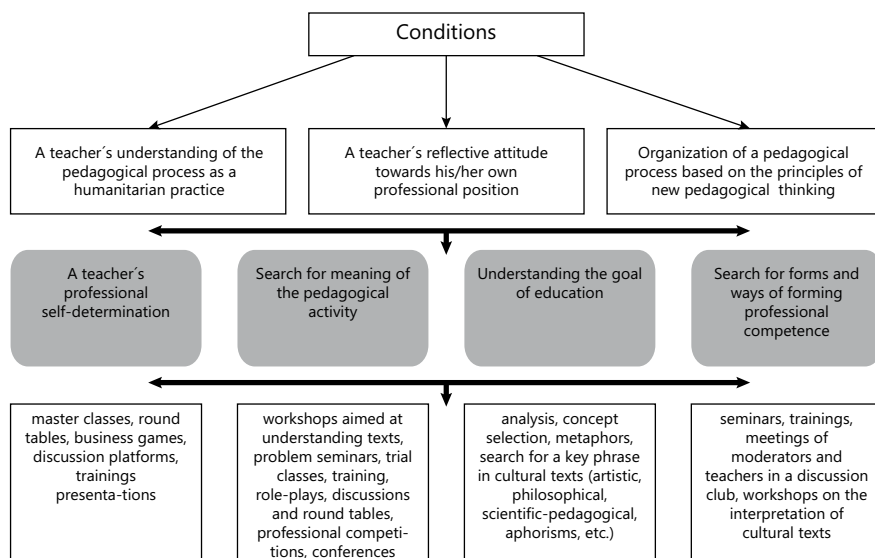 Conditions
A teacher´s understanding of the
pedagogical process as a
humanitarian practice
A teacher´s reflective attitude
towards his/her own
professional position
Organization of a pedagogical
process based on the principles of
new pedagogical thinking
A teacher´s
professional
self-determination
Search for meaning of
the pedagogical
activity
Understanding the goal
of education
Search for forms and
ways of forming
professional
competence
master classes, round
tables, business games,
discussion platforms,
trainings
presenta-tions
workshops aimed at
understanding texts,
problem seminars, trial
classes, training,
role-plays, discussions
and round tables,
professional competi-
tions, conferences
analysis, concept
selection, metaphors,
search for a key phrase
in cultural texts (artistic,
philosophical,
scientific-pedagogical,
aphorisms, etc.)
seminars, trainings,
meetings of
moderators and
teachers in a discussion
club, workshops on the
interpretation of
cultural texts